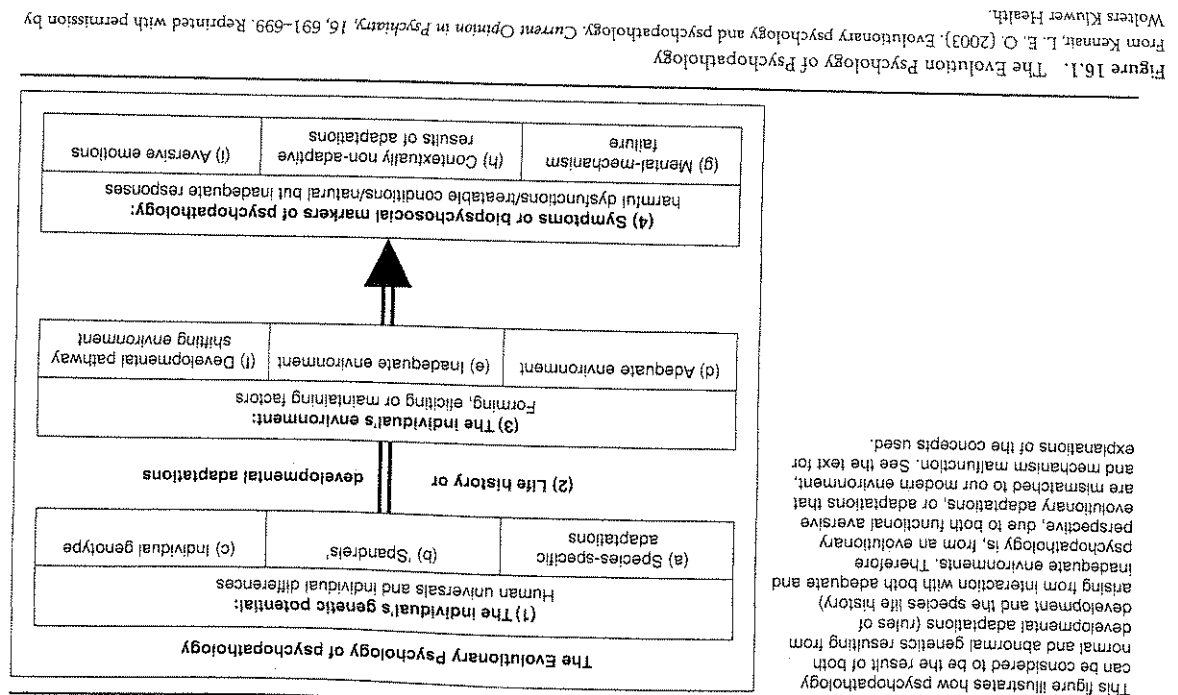 This figure illustrates how psychopathology
can be considered to be the result of both
normal and abnormal genetics resulting from
developmental adaptations (rules of
development and the species life history)
arising from interaction with both adequate and
inadequate environments. Therefore
psychopathology is, from an evolutionary
perspective, due to both functional aversive
evolutionary adaptations, or adaptations that
are mismatched to our modern environment,
and mechanism malfunction. See the text for
explanations of the concepts used.
The Evolutionary Psychology of psychopathology
(1) The individual's genetic potential:
Human universals and individual differences
(a) Species-specific
adaptations
(b) 'Spandrels'
(c) Individual genotype
(2) Life history or developmental adaptations
(3) The individual's environment:
Forming, eliciting or maintaining factors
(d) Adequate environment
(e) Inadequate environment
(f) Developmental pathway
shifting environment
(4) Symptoms or biopsychosocial markers of psychopathology:
harmful dysfunctions/treatable conditions/natural but inadequate responses
(g) Mental-mechanism
failure
(h) Contextually non-adaptive
results of adaptations
(i) Aversive emotions
Figure 16.1. The Evolution Psychology of Psychopathology
From Kennair, L. E. O. (2003). Evolutionary psychology and psychopathology. Current Opinion in Psychiatry, 16, 691–699. Reprinted with permission by
Wolters Kluwer Health.